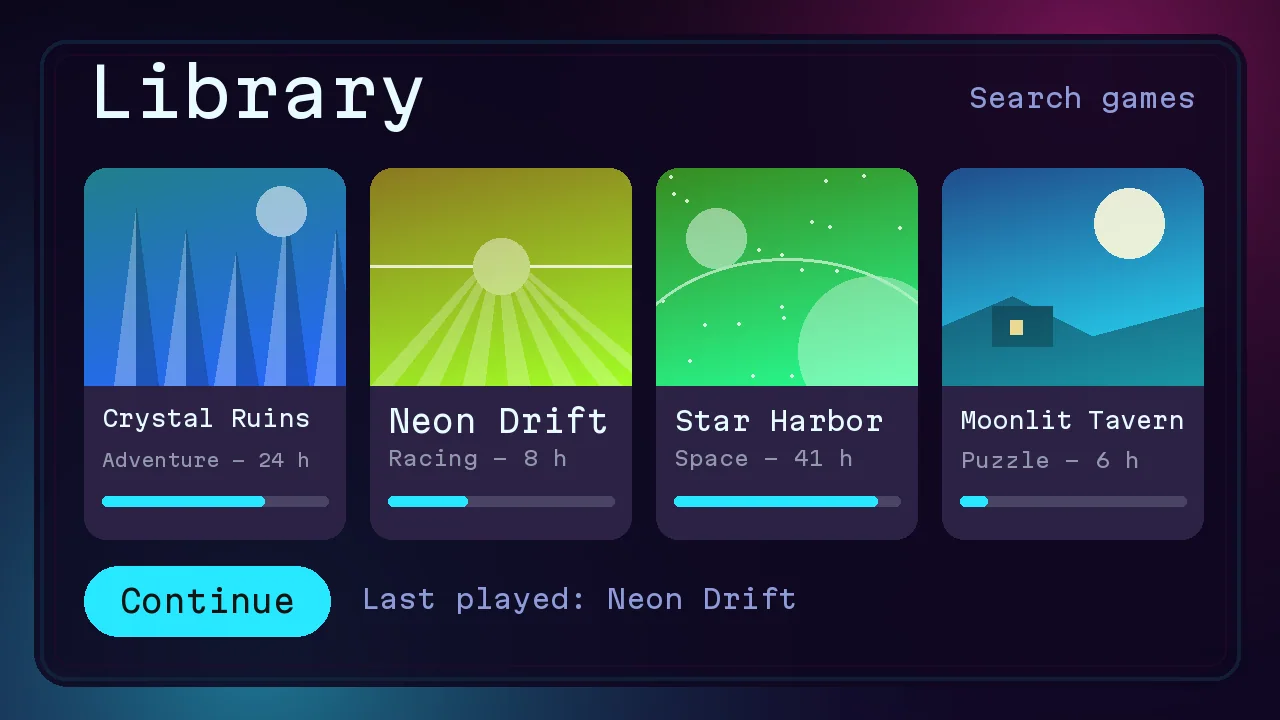 Library
Search games
Crystal Ruins
Adventure — 24 h
Neon Drift
Racing — 8 h
Star Harbor
Space — 41 h
Moonlit Tavern
Puzzle — 6 h
Continue
Last played: Neon Drift